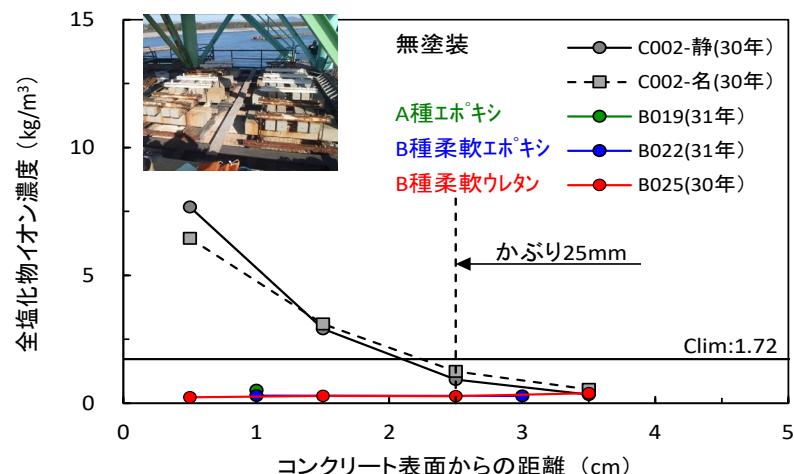 15
10
5
0
全塩化物イオン濃度（kg/m³）
無塗装
C002-静(30年)
C002-名(30年)
A種ｴﾎﾟｷｼ
B019(31年)
B種柔軟ｴﾎﾟｷｼ
B022(31年)
B種柔軟ウレタン
B025(30年)
かぶり25mm
Clim:1.72
0 1 2 3 4 5
コンクリート表面からの距離（cm）